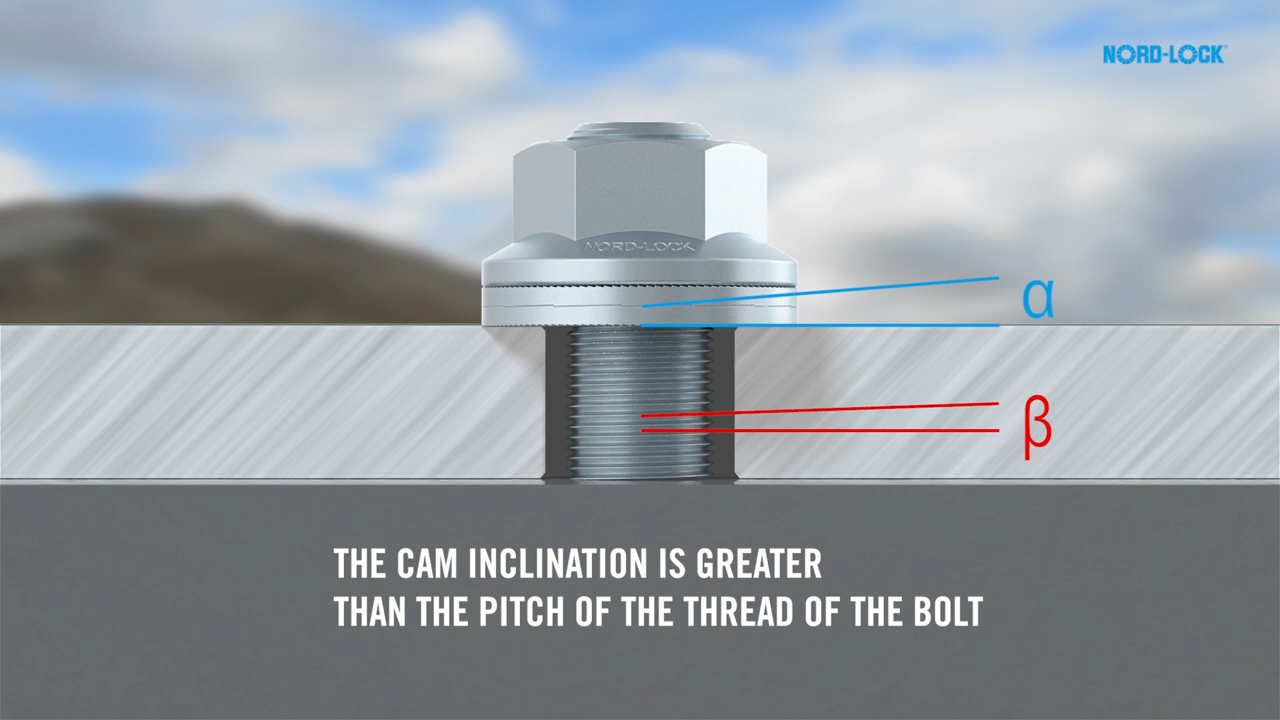 NORD-LOCK
NORD-LOCK
α
β
THE CAM INCLINATION IS GREATER
THAN THE PITCH OF THE THREAD OF THE BOLT